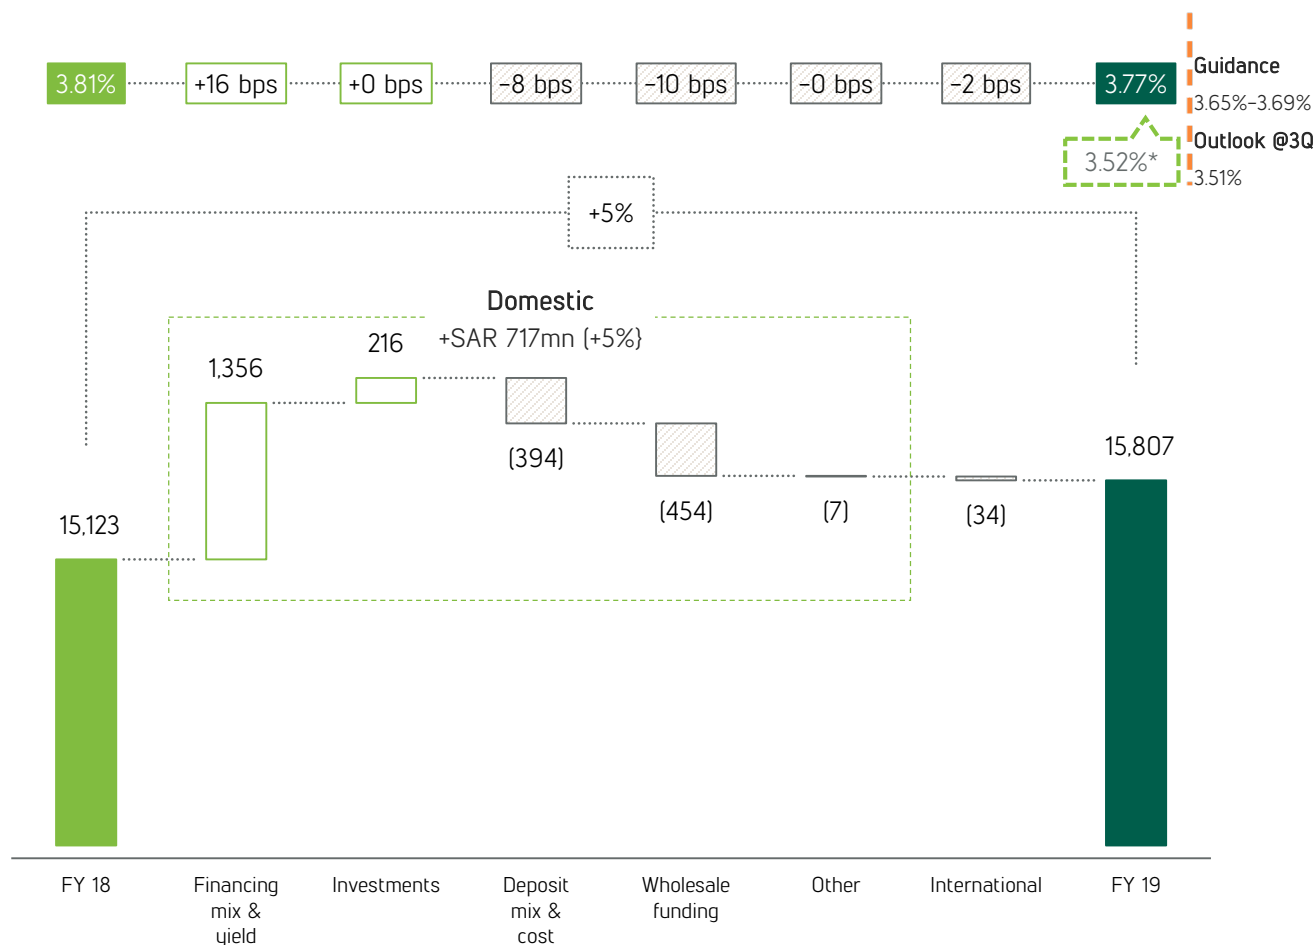 3.81%
+16 bps
+0 bps
−8 bps
−10 bps
−0 bps
−2 bps
3.77%
Guidance
3.65%−3.69%
3.52%*
Outlook @3Q
3.51%
+5%
Domestic
+SAR 717mn (+5%}
15,123
1,356
216
(394)
(454)
(7)
(34)
15,807
FY 18
Financing
mix &
yield
Investments
Deposit
mix &
cost
Wholesale
funding
Other
International
FY 19